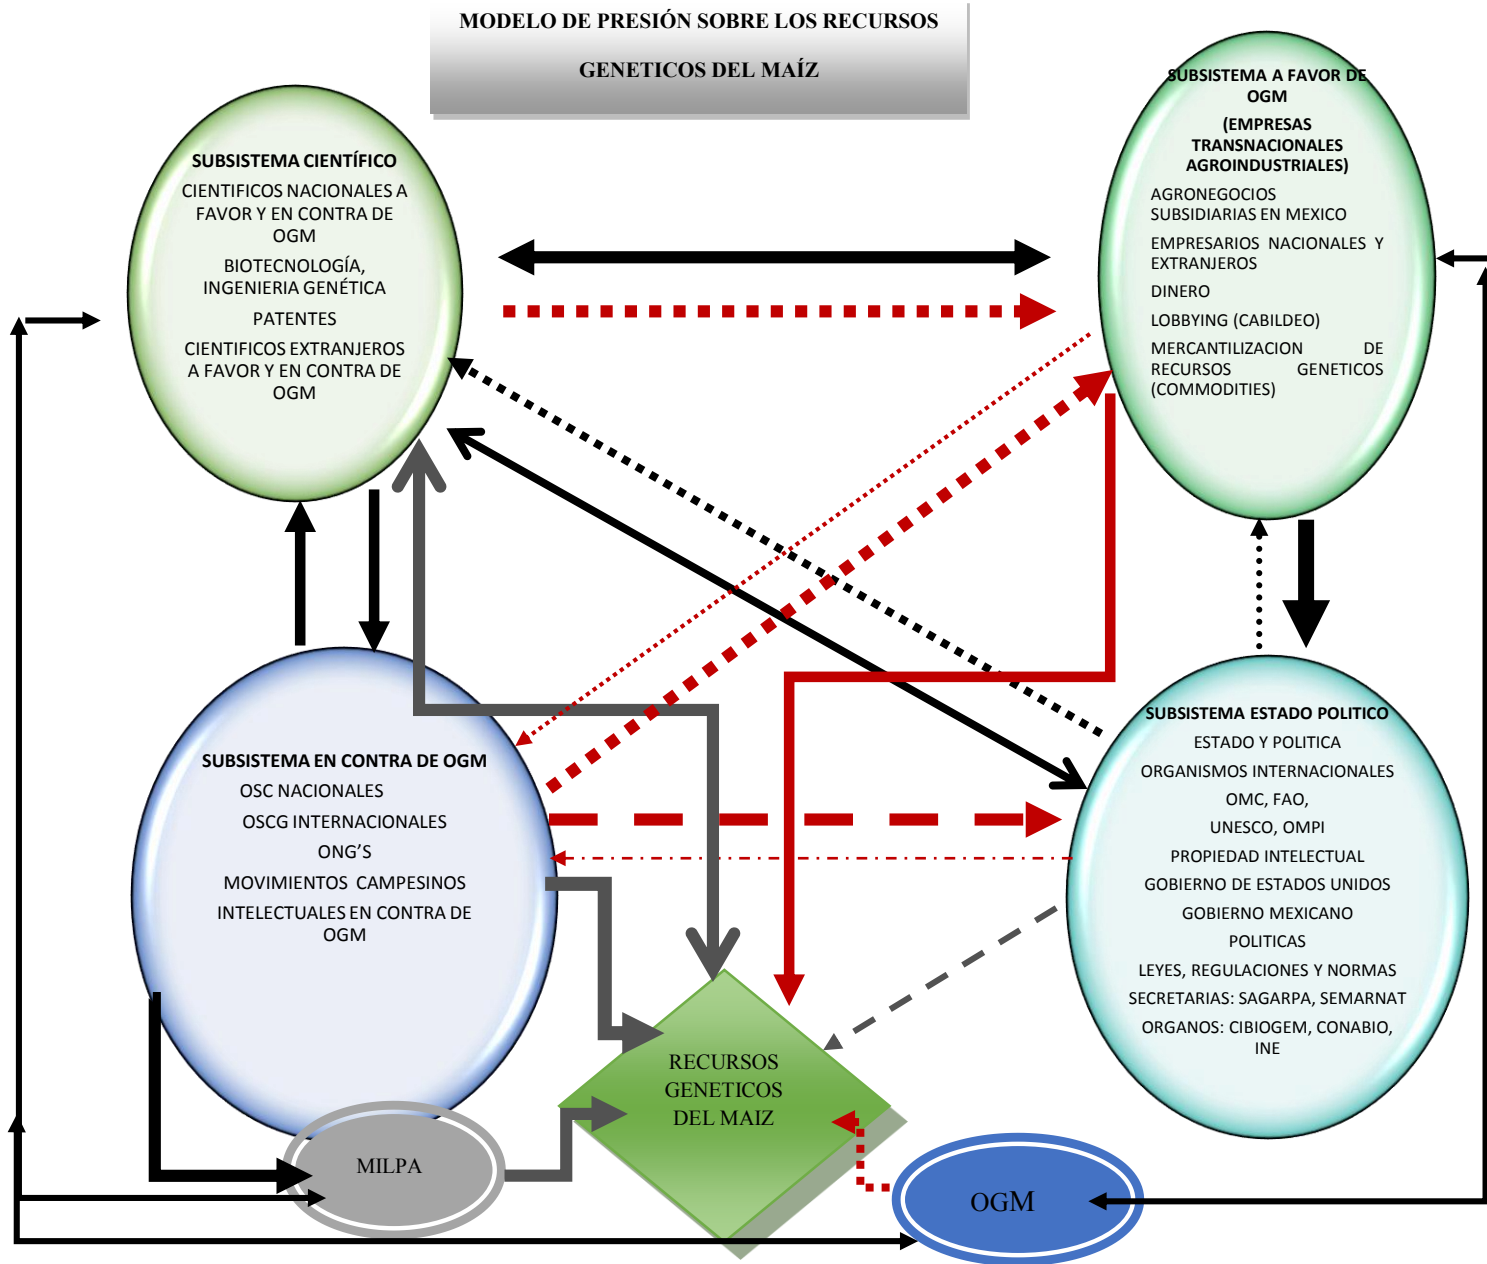 MODELO DE PRESIÓN SOBRE LOS RECURSOS
GENETICOS DEL MAÍZ
SUBSISTEMA CIENTÍFICO
CIENTIFICOS NACIONALES A
FAVOR Y EN CONTRA DE
OGM
BIOTECNOLOGÍA,
INGENIERIA GENÉTICA
PATENTES
CIENTIFICOS EXTRANJEROS
A FAVOR Y EN CONTRA DE
OGM
SUBSISTEMA A FAVOR DE
OGM
(EMPRESAS
TRANSNACIONALES
AGROINDUSTRIALES)
AGRONEGOCIOS
SUBSIDIARIAS EN MEXICO
EMPRESARIOS NACIONALES Y
EXTRANJEROS
DINERO
LOBBYING (CABILDEO)
MERCANTILIZACION DE
RECURSOS GENETICOS
(COMMODITIES)
SUBSISTEMA EN CONTRA DE OGM
OSC NACIONALES
OSCG INTERNACIONALES
ONG’S
MOVIMIENTOS CAMPESINOS
INTELECTUALES EN CONTRA DE
OGM
SUBSISTEMA ESTADO POLITICO
ESTADO Y POLITICA
ORGANISMOS INTERNACIONALES
OMC, FAO,
UNESCO, OMPI
PROPIEDAD INTELECTUAL
GOBIERNO DE ESTADOS UNIDOS
GOBIERNO MEXICANO
POLITICAS
LEYES, REGULACIONES Y NORMAS
SECRETARIAS: SAGARPA, SEMARNAT
ORGANOS: CIBIOGEM, CONABIO,
INE
RECURSOS
GENETICOS
DEL MAIZ
MILPA
OGM